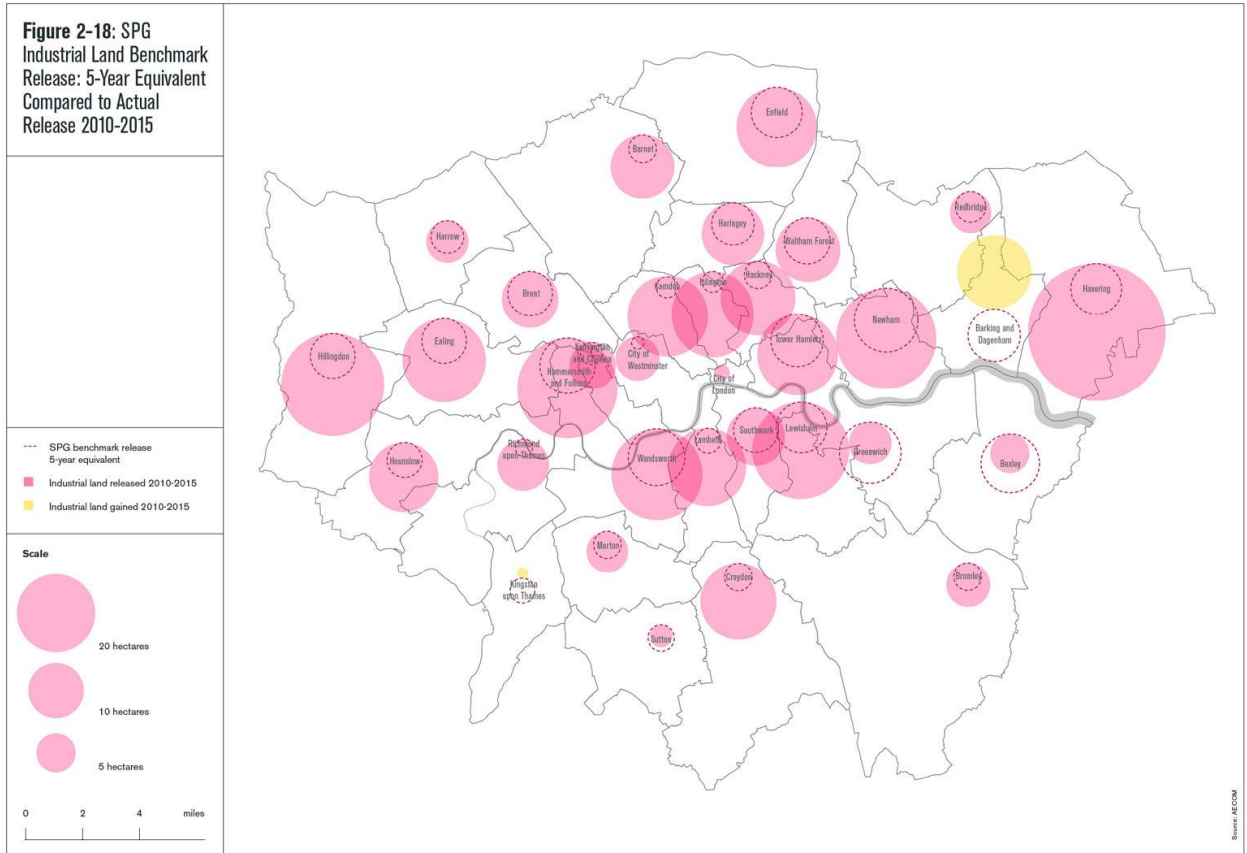 Figure 2-18: SPG
Industrial Land Benchmark
Release: 5-Year Equivalent
Compared to Actual
Release 2010-2015
SPG benchmark release
5-year equivalent
Industrial land released 2010-2015
Industrial land gained 2010-2015
Scale
20 hectares
10 hectares
5 hectares
0 2 4 miles
Enfield
Barnet
Redbridge
Haringey
Harrow
Waltham Forest
Hackney
Islington
Camden
Havering
Brent
Newham
Barking and
Dagenham
Ealing
Tower Hamlets
Hillingdon
Kensington
and Chelsea
City of
Westminster
Hammersmith
and Fulham
City of
London
Lewisham
Southwark
Lambeth
Richmond
upon Thames
Greenwich
Wandsworth
Hounslow
Bexley
Merton
Croydon
Bromley
Kingston
upon Thames
Sutton
Source: AECOM